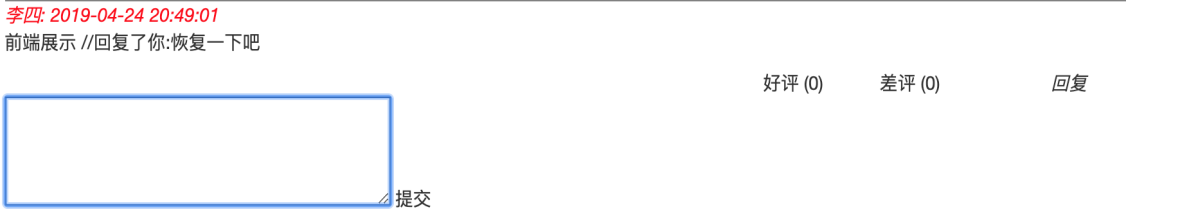 李四: 2019-04-24 20:49:01
前端展示 //回复了你:恢复一下吧
好评 (0) 差评 (0) 回复
提交